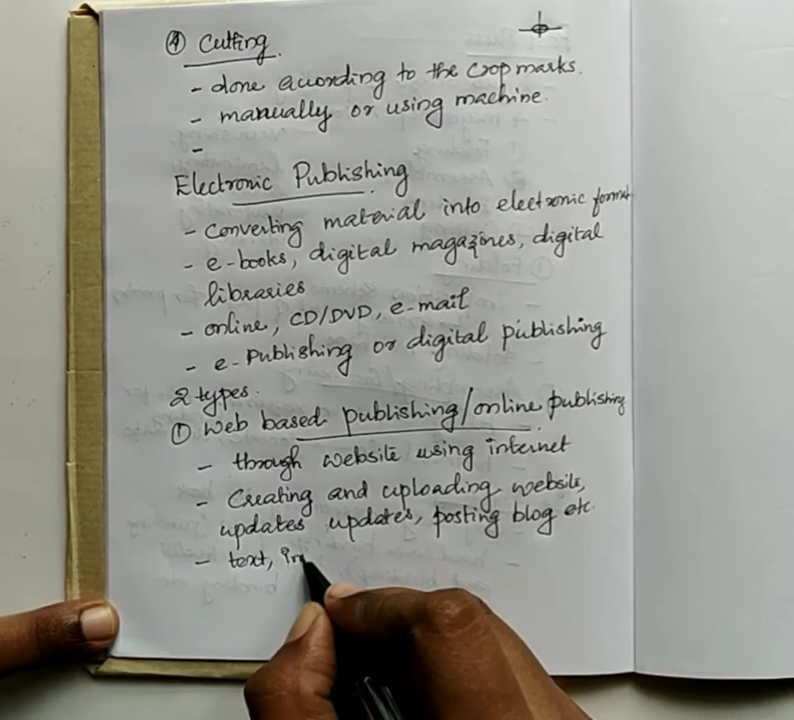 ④ Cutting.
- done according to the crop marks.
- manually or using machine.
-
Electronic Publishing
- Converting material into electronic format
- e-books, digital magazines, digital
libraries
- online, CD/DVD, e-mail
- e-Publishing or digital publishing
2 types.
① Web based publishing/online publishing
- through website using internet
- Creating and uploading website,
updates updates, posting blog etc.
- text, im